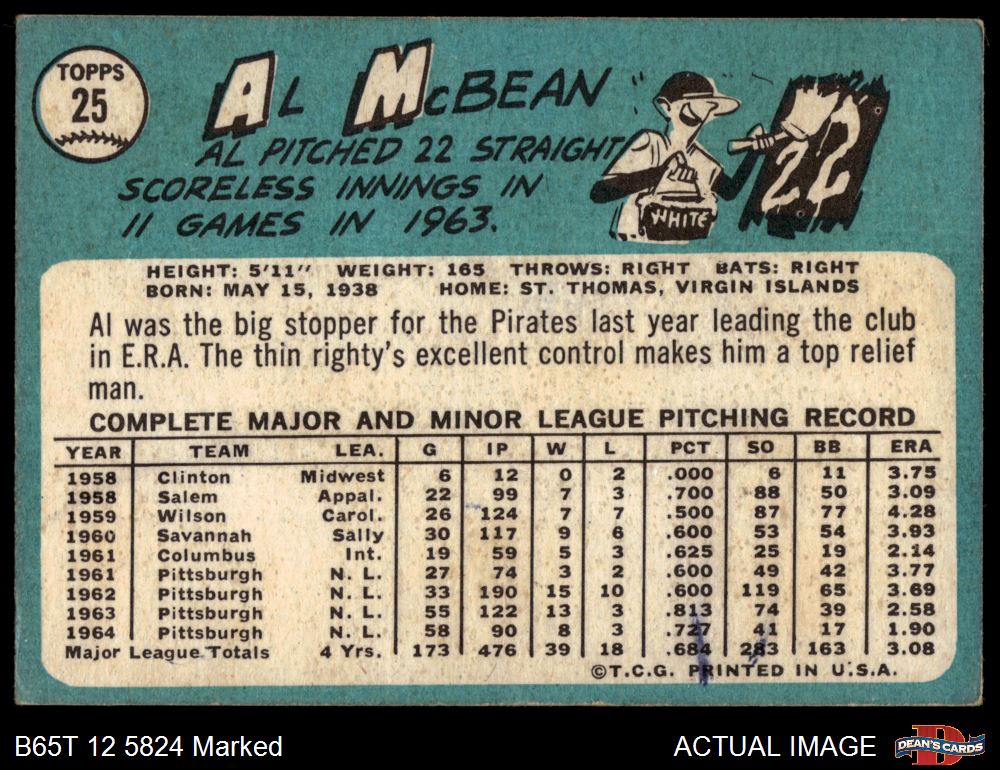 TOPPS
25
AL McBEAN
AL PITCHED 22 STRAIGHT
SCORELESS INNINGS IN
11 GAMES IN 1963.
22
WHITE
HEIGHT: 5'11" WEIGHT: 165 THROWS: RIGHT BATS: RIGHT
BORN: MAY 15, 1938 HOME: ST. THOMAS, VIRGIN ISLANDS
Al was the big stopper for the Pirates last year leading the club
in E.R.A. The thin righty's excellent control makes him a top relief
man.
COMPLETE MAJOR AND MINOR LEAGUE PITCHING RECORD
YEAR TEAM LEA. G IP W L PCT SO BB ERA
1958 Clinton Midwest 6 12 0 2 .000 6 11 3.75
1958 Salem Appal. 22 99 7 3 .700 88 50 3.09
1959 Wilson Carol. 26 124 7 7 .500 87 77 4.28
1960 Savannah Sally 30 117 9 6 .600 53 54 3.93
1961 Columbus Int. 19 59 5 3 .625 25 19 2.14
1961 Pittsburgh N. L. 27 74 3 2 .600 49 42 3.77
1962 Pittsburgh N. L. 33 190 15 10 .600 119 65 3.69
1963 Pittsburgh N. L. 55 122 13 3 .813 74 39 2.58
1964 Pittsburgh N. L. 58 90 8 3 .727 41 17 1.90
Major League Totals 4 Yrs. 173 476 39 18 .684 283 163 3.08
©T.C.G. PRINTED IN U.S.A.
B65T 12 5824 Marked
ACTUAL IMAGE
D
DEAN'S CARDS